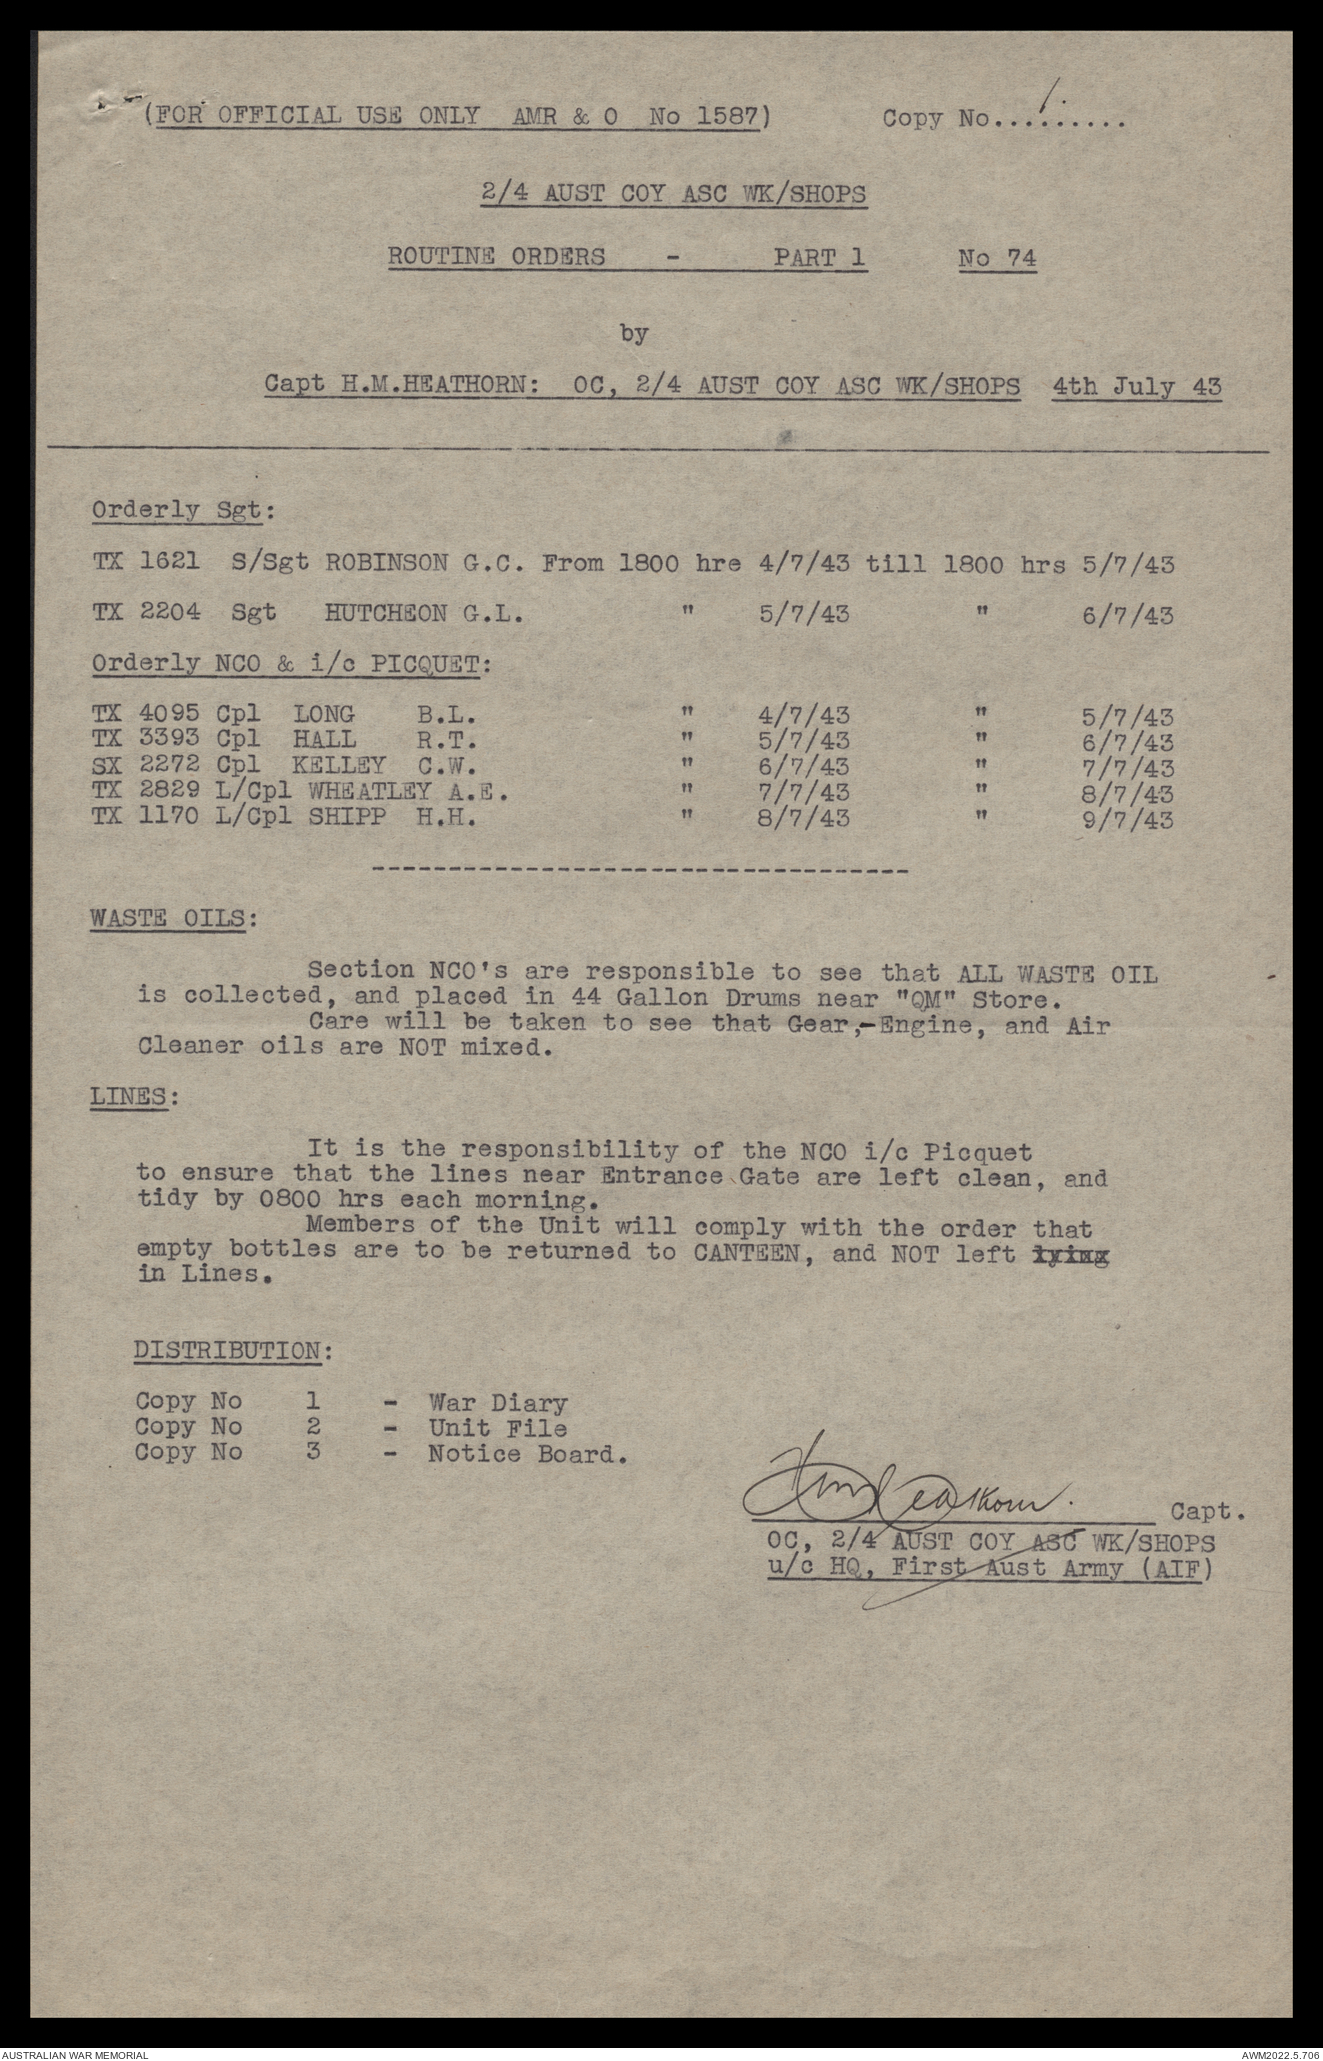 (FOR OFFICIAL USE ONLY AMR & O No 1587) Copy No....1.....
2/4 AUST COY ASC WK/SHOPS
ROUTINE ORDERS - PART 1 No 74
by
Capt H.M.HEATHORN: OC, 2/4 AUST COY ASC WK/SHOPS 4th July 43
Orderly Sgt:
TX 1621 S/Sgt ROBINSON G.C. From 1800 hre 4/7/43 till 1800 hrs 5/7/43
TX 2204 Sgt HUTCHEON G.L. " 5/7/43 " 6/7/43
Orderly NCO & i/c PICQUET:
TX 4095 Cpl LONG B.L. " 4/7/43 " 5/7/43
TX 3393 Cpl HALL R.T. " 5/7/43 " 6/7/43
SX 2272 Cpl KELLEY C.W. " 6/7/43 " 7/7/43
TX 2829 L/Cpl WHEATLEY A.E. " 7/7/43 " 8/7/43
TX 1170 L/Cpl SHIPP H.H. " 8/7/43 " 9/7/43
-----------------------------------
WASTE OILS:
Section NCO's are responsible to see that ALL WASTE OIL
is collected, and placed in 44 Gallon Drums near "QM" Store.
Care will be taken to see that Gear,-Engine, and Air
Cleaner oils are NOT mixed.
LINES:
It is the responsibility of the NCO i/c Picquet
to ensure that the lines near Entrance Gate are left clean, and
tidy by 0800 hrs each morning.
Members of the Unit will comply with the order that
empty bottles are to be returned to CANTEEN, and NOT left lying
in Lines.
DISTRIBUTION:
Copy No 1 - War Diary
Copy No 2 - Unit File
Copy No 3 - Notice Board.
HM Heathorn. Capt.
OC, 2/4 AUST COY ASC WK/SHOPS
u/c HQ, First Aust Army (AIF)
AUSTRALIAN WAR MEMORIAL AWM2022.5.706